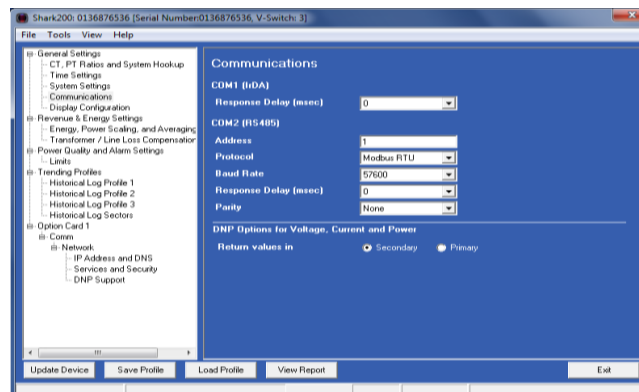 Shark200: 0136876536 [Serial Number:0136876536, V-Switch: 3]
File Tools View Help
General Settings
CT, PT Ratios and System Hookup
Time Settings
System Settings
Communications
Display Configuration
Revenue & Energy Settings
Energy, Power Scaling, and Averaging
Transformer / Line Loss Compensation
Power Quality and Alarm Settings
Limits
Trending Profiles
Historical Log Profile 1
Historical Log Profile 2
Historical Log Profile 3
Historical Log Sectors
Option Card 1
Comm
Network
IP Address and DNS
Services and Security
DNP Support
Communications
COM1 (IrDA)
Response Delay (msec) 0
COM2 (RS485)
Address 1
Protocol Modbus RTU
Baud Rate 57600
Response Delay (msec) 0
Parity None
DNP Options for Voltage, Current and Power
Return values in Secondary Primary
Update Device Save Profile Load Profile View Report Exit